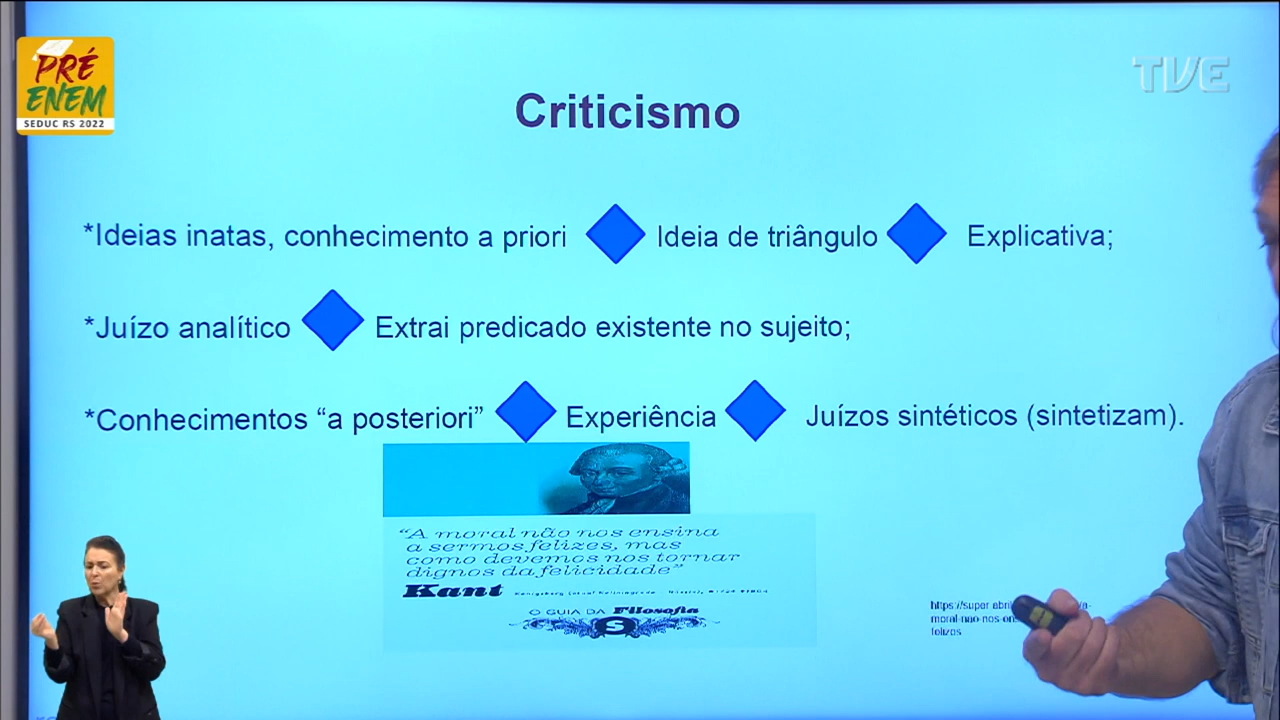 PRÉ
ENEM
SEDUC RS 2022
TVE
Criticismo
*Ideias inatas, conhecimento a priori Ideia de triângulo Explicativa;
*Juízo analítico Extrai predicado existente no sujeito;
*Conhecimentos “a posteriori” Experiência Juízos sintéticos (sintetizam).
“A moral não nos ensina
a sermos felizes, mas
como devemos nos tornar
dignos da felicidade”
Kant
O GUIA DA Filosofia
S
https://super.abril
moral-nao-nos-en
felizes